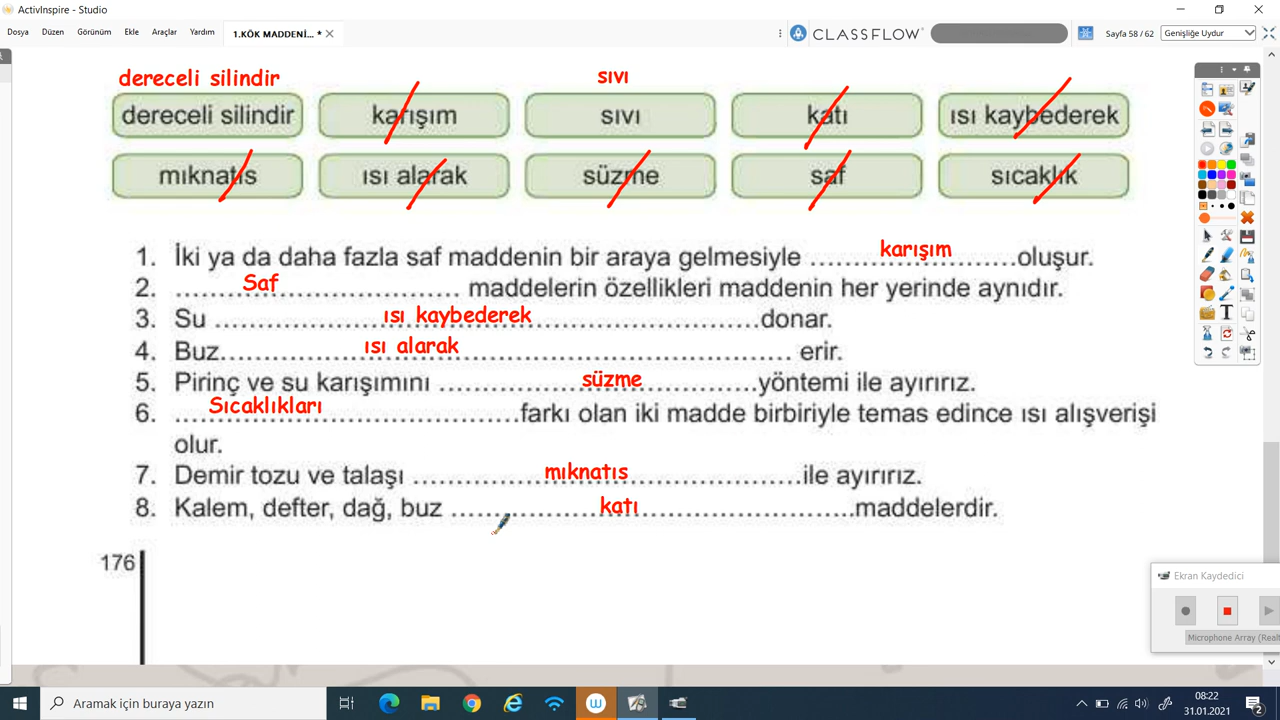 ActivInspire - Studio
Dosya Düzen Görünüm Ekle Araçlar Yardım 1.KÖK MADDENİ... * CLASSFLOW Sayfa 58 / 62 Genişliğe Uydur
dereceli silindir sıvı
dereceli silindir karışım sıvı katı ısı kaybederek
mıknatıs ısı alarak süzme saf sıcaklık
1. İki ya da daha fazla saf maddenin bir araya gelmesiyle ...karışım...oluşur.
2. ...Saf... maddelerin özellikleri maddenin her yerinde aynıdır.
3. Su ...ısı kaybederek...donar.
4. Buz...ısı alarak... erir.
5. Pirinç ve su karışımını ...süzme...yöntemi ile ayırırız.
6. ...Sıcaklıkları...farkı olan iki madde birbiriyle temas edince ısı alışverişi
olur.
7. Demir tozu ve talaşı ...mıknatıs...ile ayırırız.
8. Kalem, defter, dağ, buz ...katı...maddelerdir.
176
Ekran Kaydedici
Microphone Array (Realt
Aramak için buraya yazın
08:22
31.01.2021
2